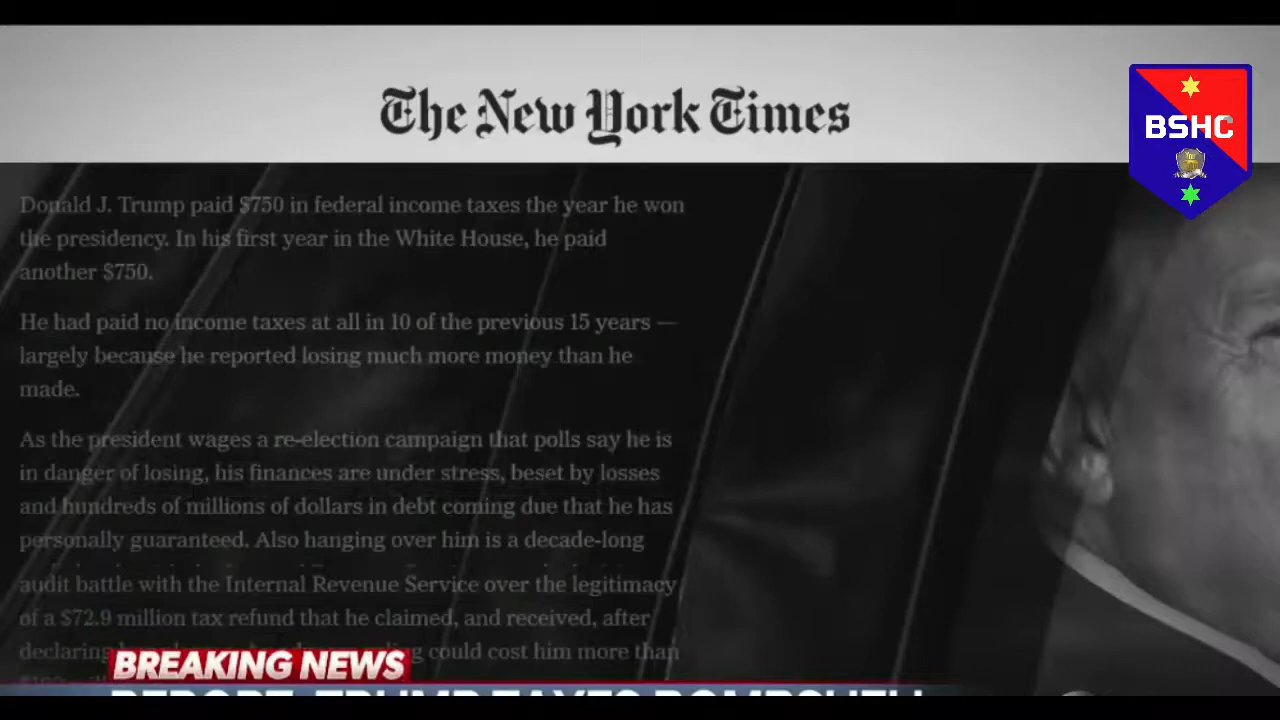 The New York Times
BSHC
Donald J. Trump paid $750 in federal income taxes the year he won
the presidency. In his first year in the White House, he paid
another $750.
He had paid no income taxes at all in 10 of the previous 15 years —
largely because he reported losing much more money than he
made.
As the president wages a re-election campaign that polls say he is
in danger of losing, his finances are under stress, beset by losses
and hundreds of millions of dollars in debt coming due that he has
personally guaranteed. Also hanging over him is a decade-long
audit battle with the Internal Revenue Service over the legitimacy
of a $72.9 million tax refund that he claimed, and received, after
declaring could cost him more than
BREAKING NEWS
REPORT: TRUMP TAXES BOMBSHELL